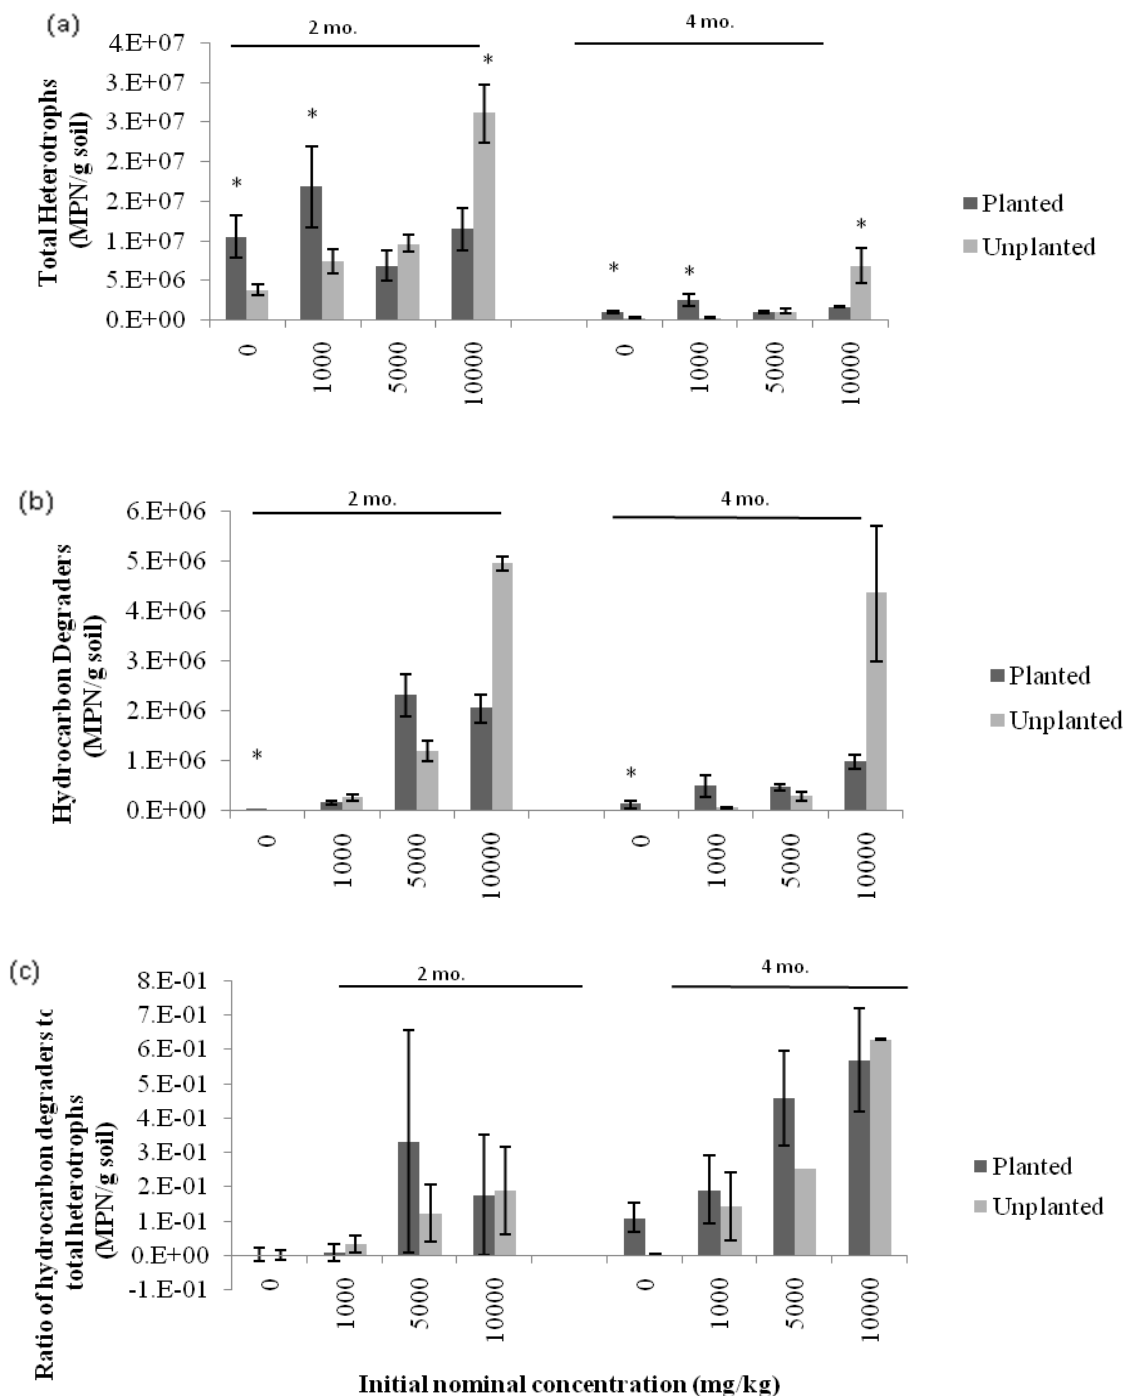 (a)
2 mo.
4 mo.
4.E+07
3.E+07
3.E+07
2.E+07
2.E+07
1.E+07
5.E+06
0.E+00
Total Heterotrophs
(MPN/g soil)
* * * * * *
0 1000 5000 10000 0 1000 5000 10000
Planted
Unplanted
(b)
2 mo.
4 mo.
6.E+06
5.E+06
4.E+06
3.E+06
2.E+06
1.E+06
0.E+00
Hydrocarbon Degraders
(MPN/g soil)
* *
0 1000 5000 10000 0 1000 5000 10000
Planted
Unplanted
(c)
2 mo.
4 mo.
8.E-01
7.E-01
6.E-01
5.E-01
4.E-01
3.E-01
2.E-01
1.E-01
0.E+00
-1.E-01
Ratio of hydrocarbon degraders to
total heterotrophs
(MPN/g soil)
0 1000 5000 10000 0 1000 5000 10000
Planted
Unplanted
Initial nominal concentration (mg/kg)